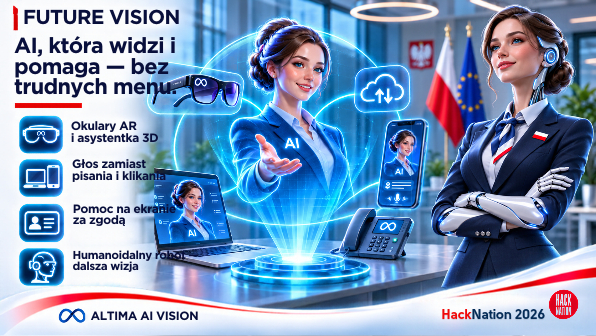 FUTURE VISION
AI, która widzi i
pomaga — bez
trudnych menu.
Okulary AR
i asystentka 3D
Głos zamiast
pisania i klikania
Pomoc na ekranie
za zgodą
Humanoidalny robot
dalsza wizja
AI
AI
ALTIMA AI VISION
HackNation 2026
HACK
NATION